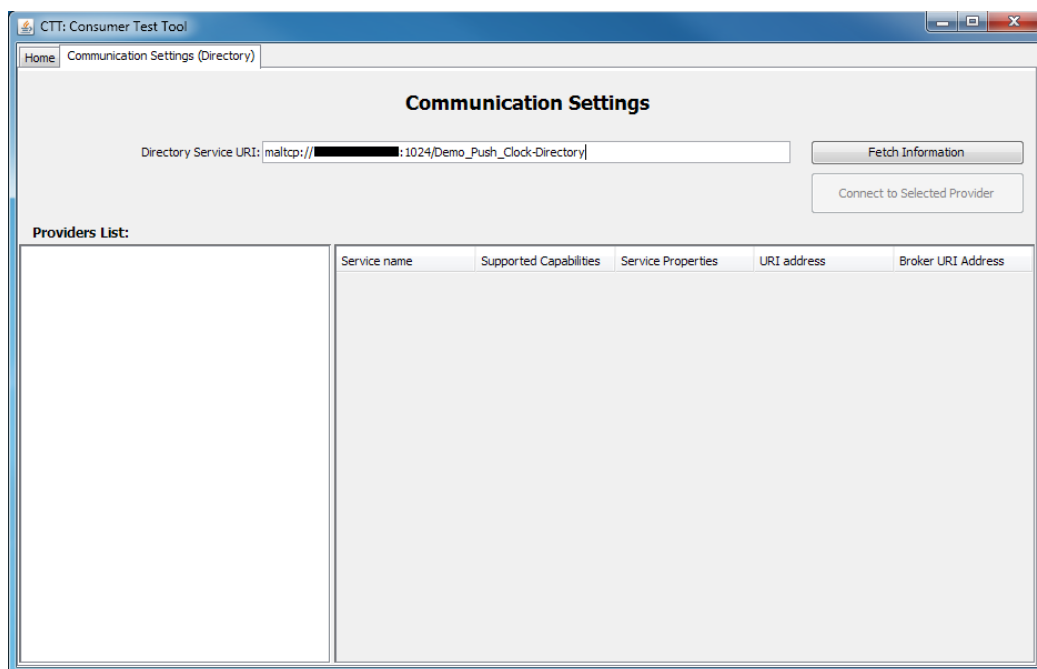 CTT: Consumer Test Tool
Home Communication Settings (Directory)
Communication Settings
Directory Service URI: maltcp:// :1024/Demo_Push_Clock-Directory Fetch Information
Connect to Selected Provider
Providers List:
Service name Supported Capabilities Service Properties URI address Broker URI Address